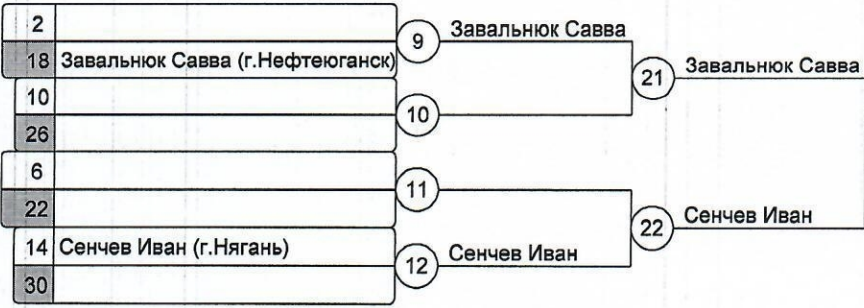 2
9 Завальнюк Савва
18 Завальнюк Савва (г.Нефтеюганск)
21 Завальнюк Савва
10
10
26
6
11
22
22 Сенчев Иван
14 Сенчев Иван (г.Нягань)
12 Сенчев Иван
30